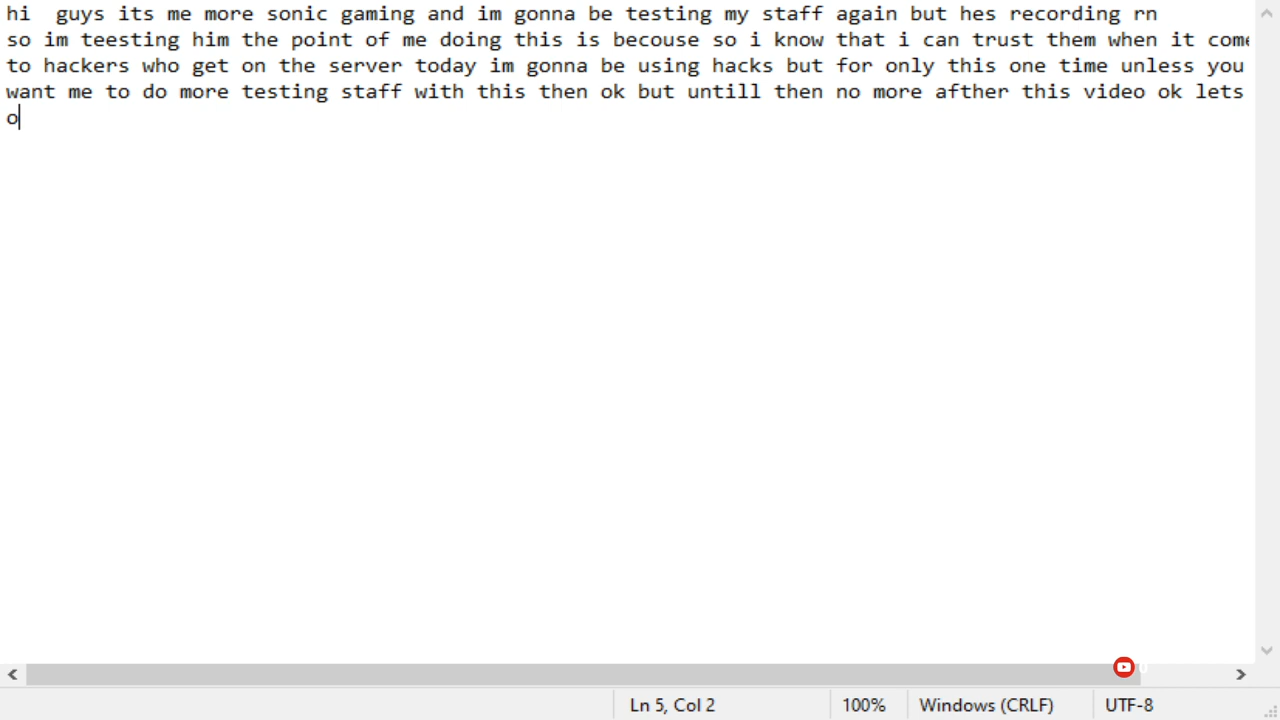 hi  guys its me more sonic gaming and im gonna be testing my staff again but hes recording rn
so im teesting him the point of me doing this is becouse so i know that i can trust them when it come
to hackers who get on the server today im gonna be using hacks but for only this one time unless you
want me to do more testing staff with this then ok but untill then no more afther this video ok lets
o
Ln 5, Col 2 100% Windows (CRLF) UTF-8